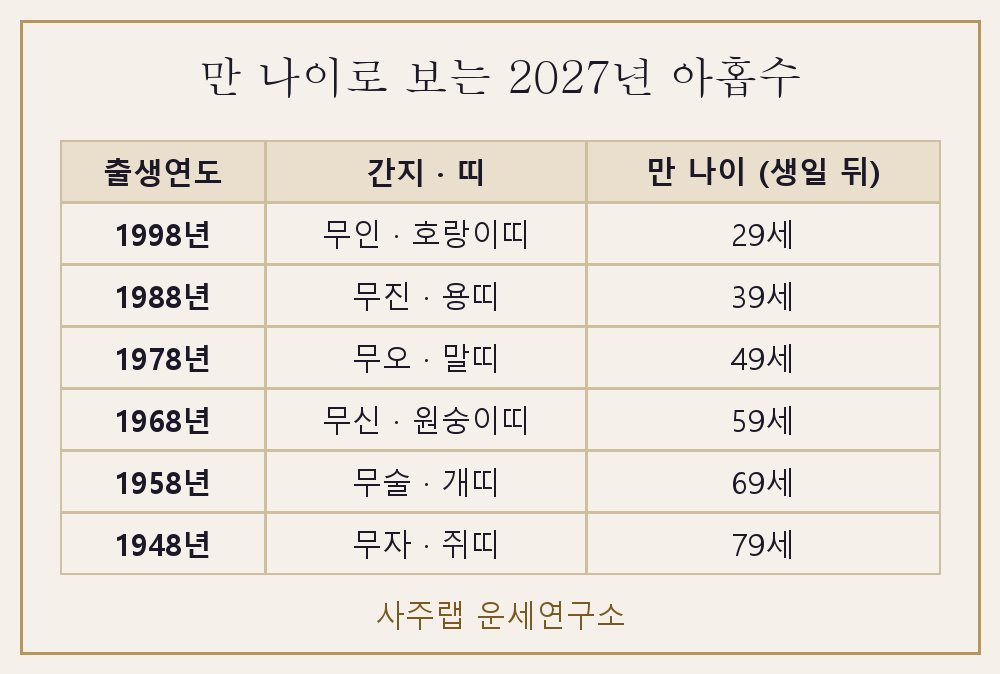 만 나이로 보는 2027년 아홉수
출생연도 간지 · 띠 만 나이 (생일 뒤)
1998년 무인 · 호랑이띠 29세
1988년 무진 · 용띠 39세
1978년 무오 · 말띠 49세
1968년 무신 · 원숭이띠 59세
1958년 무술 · 개띠 69세
1948년 무자 · 쥐띠 79세
사주랩 운세연구소